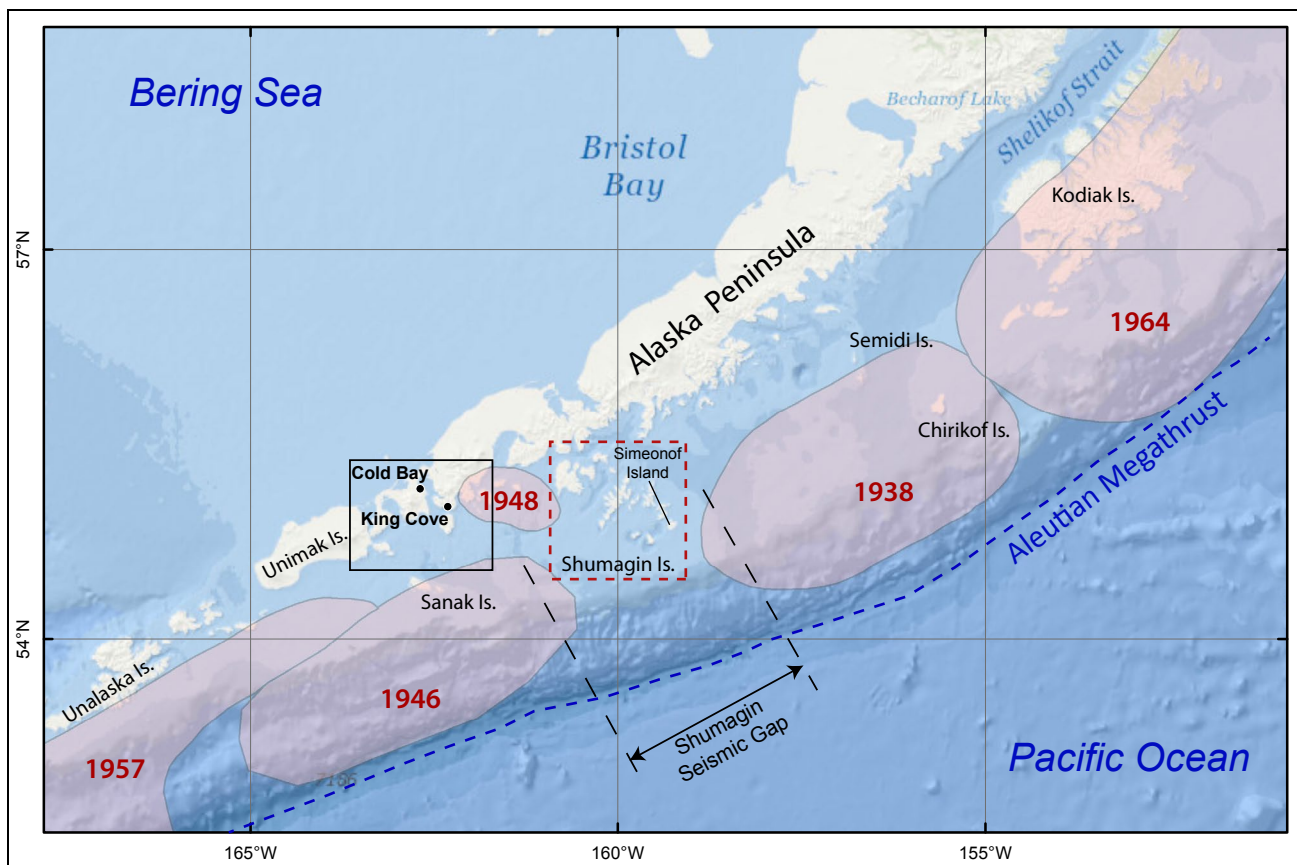 Bering Sea
Becharof Lake
Shelikof Strait
Bristol
Bay
Kodiak Is.
57°N
Alaska Peninsula
1964
Semidi Is.
Chirikof Is.
Simeonof
Island
Cold Bay
1948
1938
King Cove
Aleutian Megathrust
Unimak Is.
Shumagin Is.
Sanak Is.
54°N
Unalaska Is.
1946
Shumagin
Seismic Gap
1957
Pacific Ocean
165°W
160°W
155°W